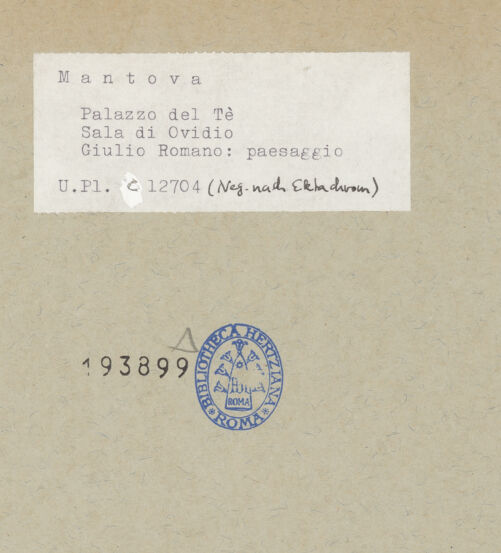 Mantova
Palazzo del Tè
Sala di Ovidio
Giulio Romano: paesaggio
U.Pl. C 12704 (Neg. nach Ektachrom)
193899
BIBLIOTHECA HERTZIANA
ROMA
ROMA